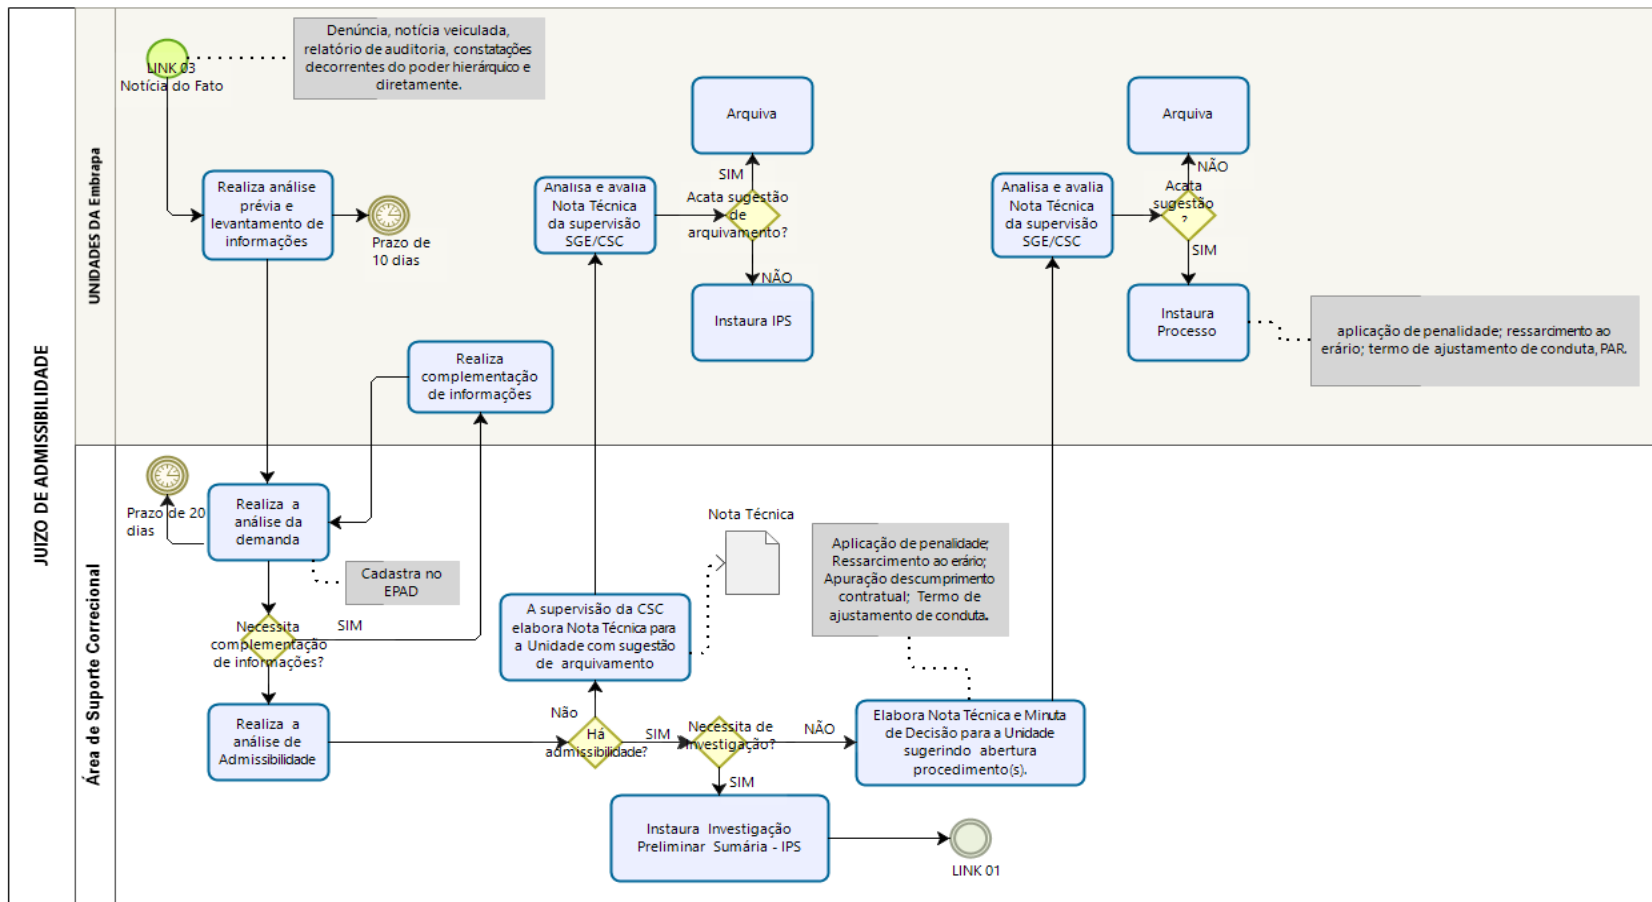 JUIZO DE ADMISSIBILIDADE
UNIDADES DA Embrapa
LINK 03
Notícia do Fato
Denúncia, notícia veiculada,
relatório de auditoria, constatações
decorrentes do poder hierárquico e
diretamente.
Realiza análise
prévia e
levantamento de
informações
Prazo de
10 dias
Realiza
complementação
de informações
Analisa e avalia
Nota Técnica
da supervisão
SGE/CSC
Acata sugestão
de
arquivamento?
SIM
Arquiva
NÃO
Instaura IPS
Analisa e avalia
Nota Técnica
da supervisão
SGE/CSC
Acata
sugestão
?
NÃO
Arquiva
SIM
Instaura
Processo
aplicação de penalidade; ressarcimento ao
erário; termo de ajustamento de conduta, PAR.
Área de Suporte Correcional
Prazo de 20
dias
Realiza a
análise da
demanda
Cadastra no
EPAD
Necessita
complementação
de informações?
SIM
Realiza a
análise de
Admissibilidade
Há
admissibilidade?
Não
A supervisão da CSC
elabora Nota Técnica para
a Unidade com sugestão
de arquivamento
Nota Técnica
SIM
Necessita de
investigação?
NÃO
Aplicação de penalidade;
Ressarcimento ao erário;
Apuração descumprimento
contratual; Termo de
ajustamento de conduta.
Elabora Nota Técnica e Minuta
de Decisão para a Unidade
sugerindo abertura
procedimento(s).
SIM
Instaura Investigação
Preliminar Sumária - IPS
LINK 01